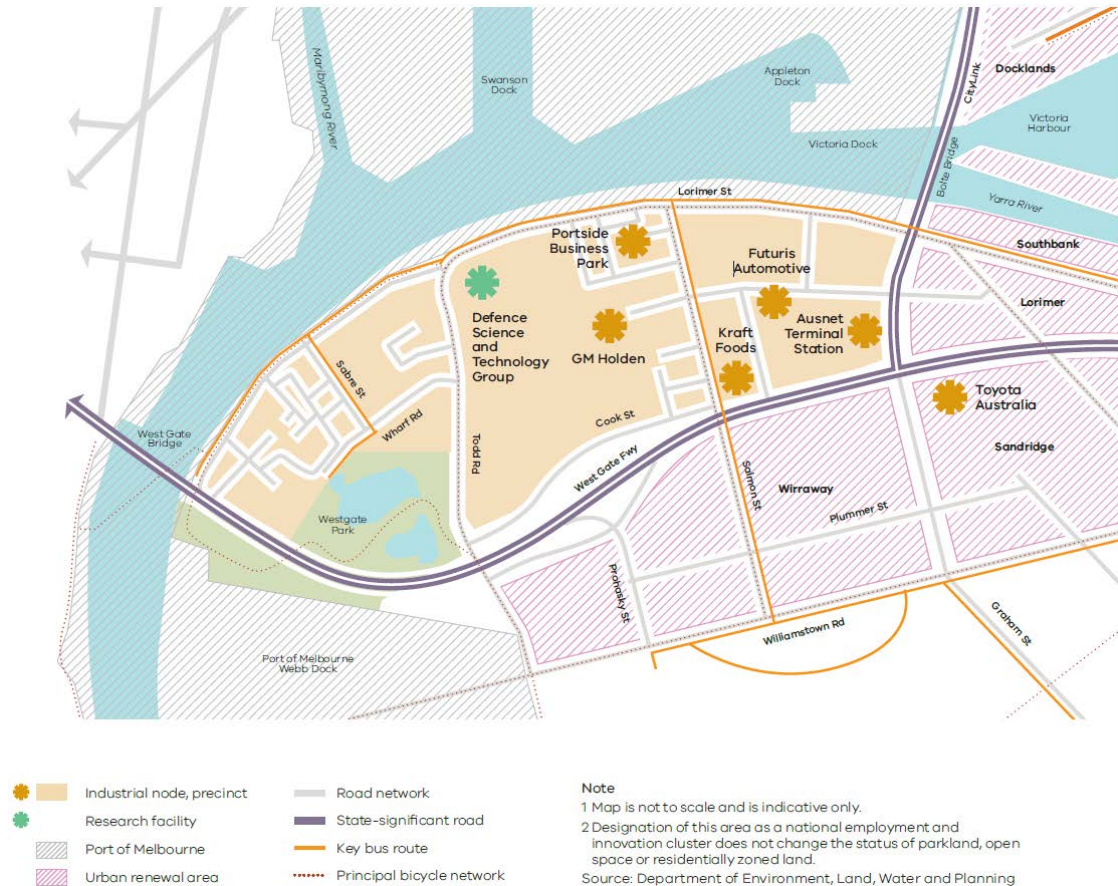 Maribyrnong River
Swanson
Dock
Appleton
Dock
CityLink
Docklands
Victoria
Harbour
Victoria Dock
Bolte Bridge
Yarra River
Lorimer St
Southbank
Portside
Business
Park
Futuris
Automotive
Lorimer
Defence
Science
and
Technology
Group
GM Holden
Kraft
Foods
Ausnet
Terminal
Station
Sabre St
Toyota
Australia
West Gate
Bridge
Wharf Rd
Todd Rd
Cook St
West Gate Fwy
Salmon St
Sandridge
Wirraway
Plummer St
Westgate
Park
Prohasky St
Williamstown Rd
Graham St
Port of Melbourne
Webb Dock
Industrial node, precinct
Research facility
Port of Melbourne
Urban renewal area
Road network
State-significant road
Key bus route
Principal bicycle network
Note
1 Map is not to scale and is indicative only.
2 Designation of this area as a national employment and
innovation cluster does not change the status of parkland, open
space or residentially zoned land.
Source: Department of Environment, Land, Water and Planning